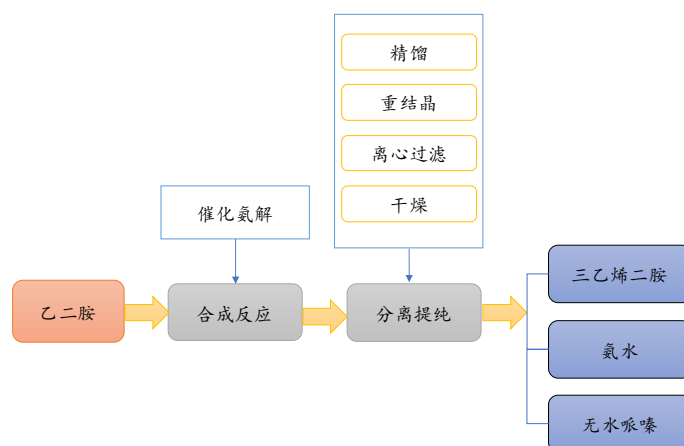 精馏
重结晶
离心过滤
干燥
催化氨解
乙二胺
合成反应
分离提纯
三乙烯二胺
氨水
无水哌嗪